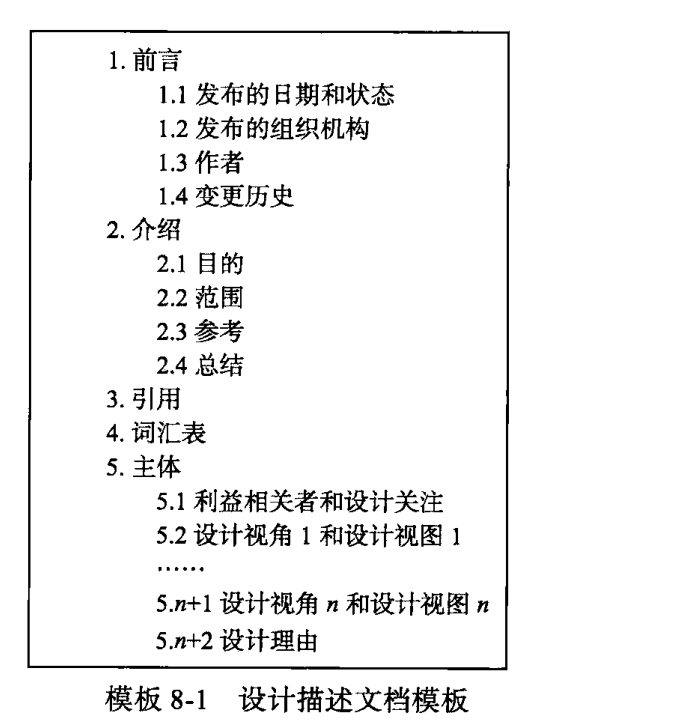 1. 前言
1.1 发布的日期和状态
1.2 发布的组织机构
1.3 作者
1.4 变更历史
2. 介绍
2.1 目的
2.2 范围
2.3 参考
2.4 总结
3. 引用
4. 词汇表
5. 主体
5.1 利益相关者和设计关注
5.2 设计视角 1 和设计视图 1
……
5.n+1 设计视角 n 和设计视图 n
5.n+2 设计理由
模板 8-1 设计描述文档模板